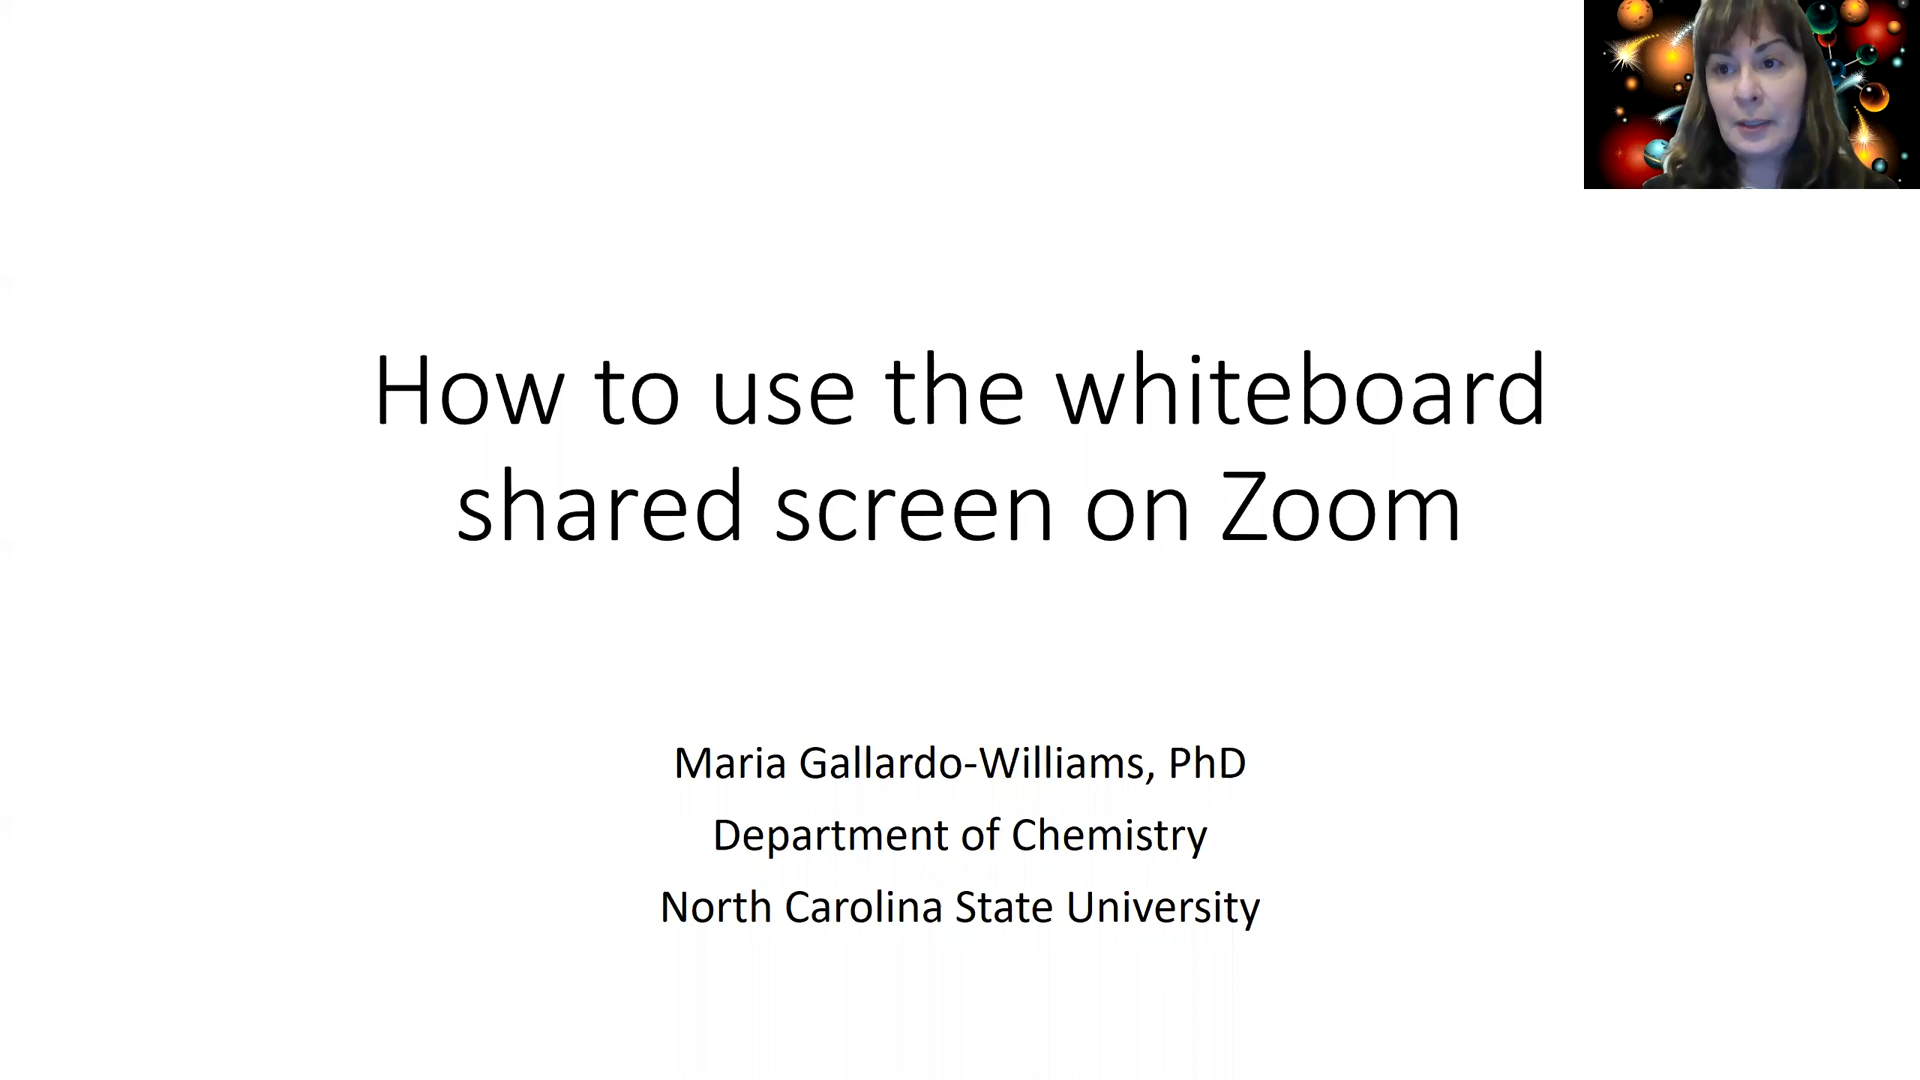 How to use the whiteboard
shared screen on Zoom
Maria Gallardo-Williams, PhD
Department of Chemistry
North Carolina State University